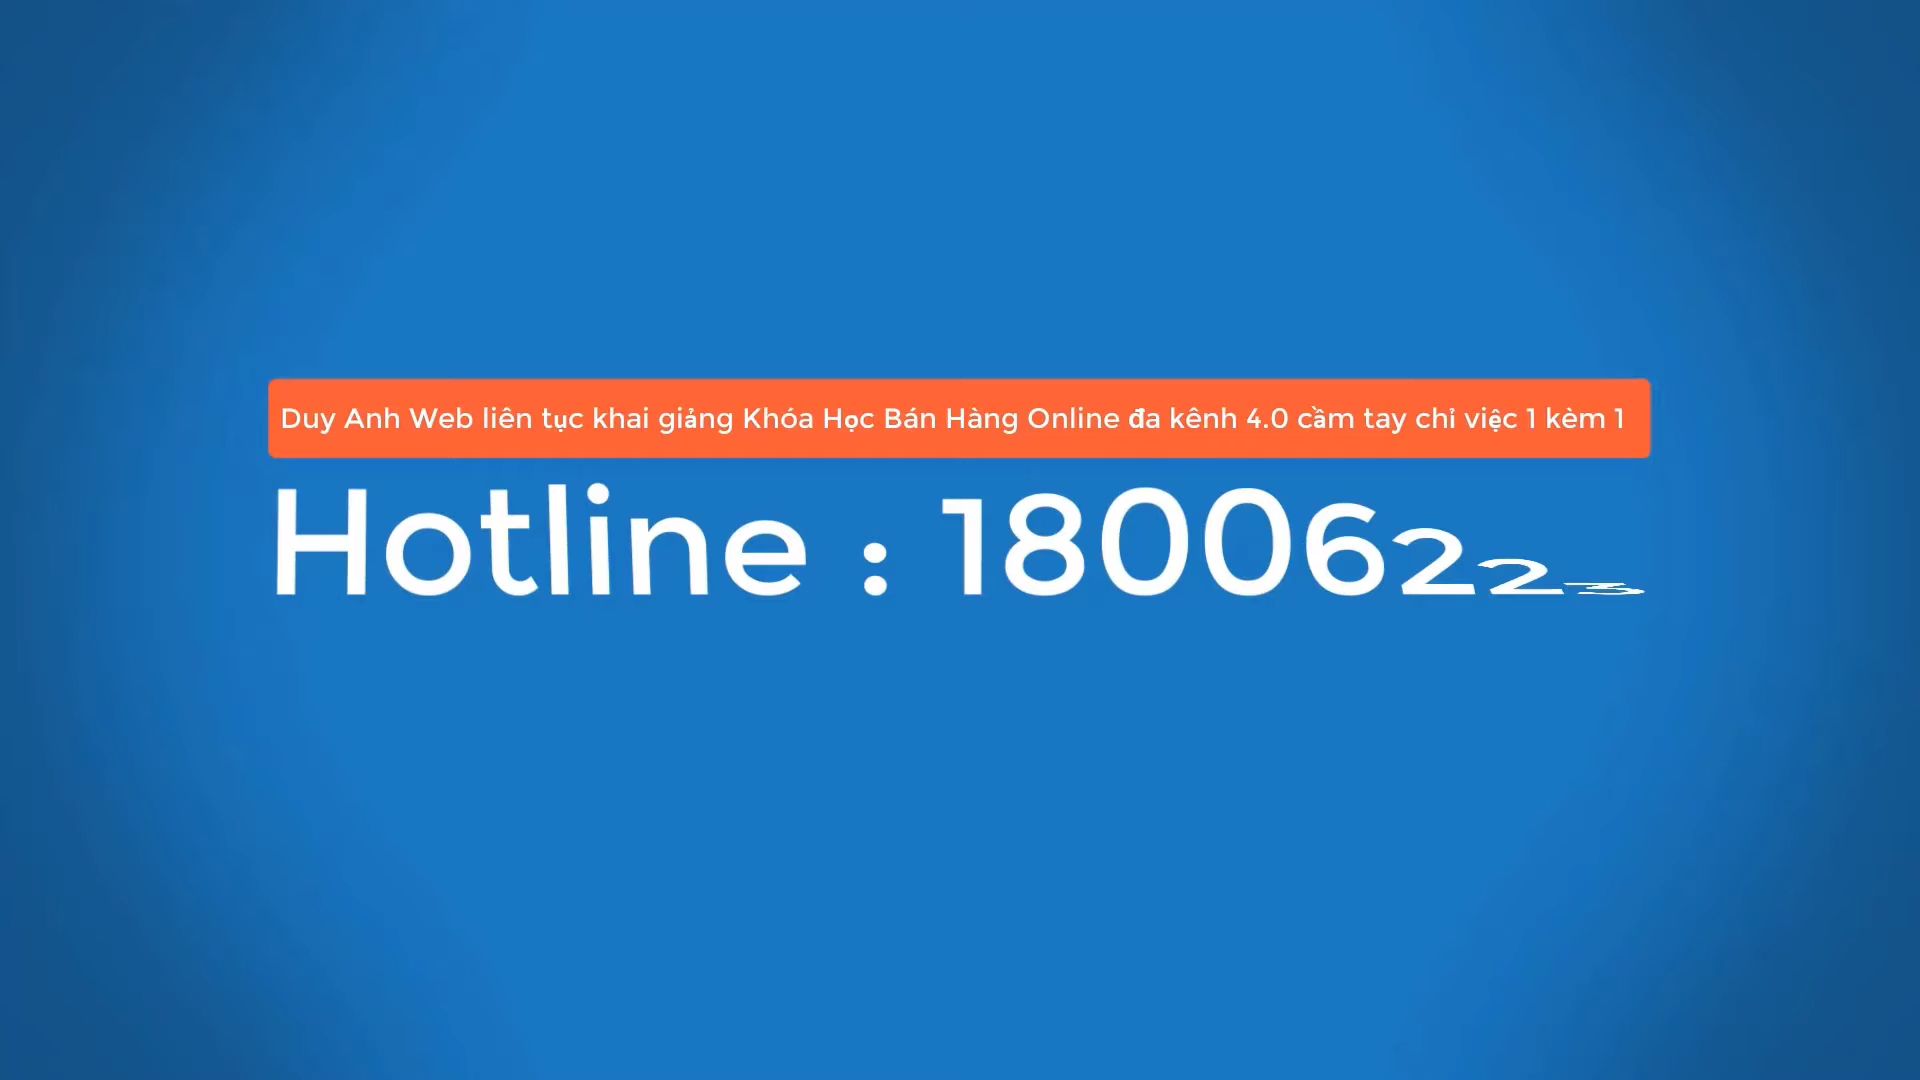 Duy Anh Web liên tục khai giảng Khóa Học Bán Hàng Online đa kênh 4.0 cầm tay chỉ việc 1 kèm 1
Hotline : 18006223